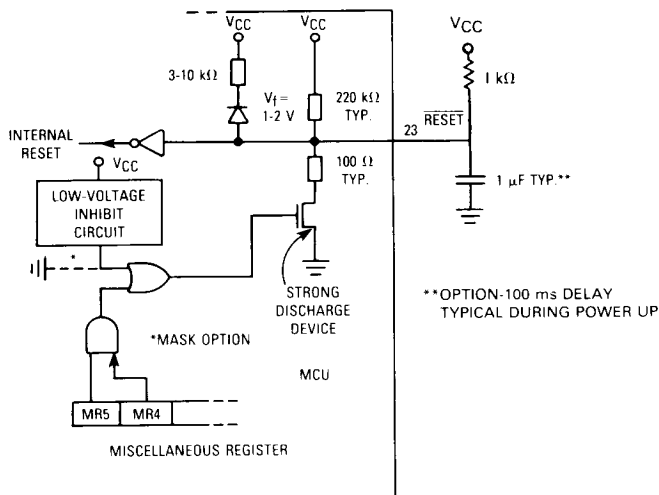 VCC
VCC
VCC
3-10 kΩ
1 kΩ
Vf =
1-2 V
220 kΩ
TYP.
INTERNAL
RESET
23
RESET
VCC
100 Ω
TYP.
1 µF TYP.**
LOW-VOLTAGE
INHIBIT
CIRCUIT
*
STRONG
DISCHARGE
DEVICE
**OPTION-100 ms DELAY
TYPICAL DURING POWER UP
*MASK OPTION
MCU
MR5 MR4
MISCELLANEOUS REGISTER